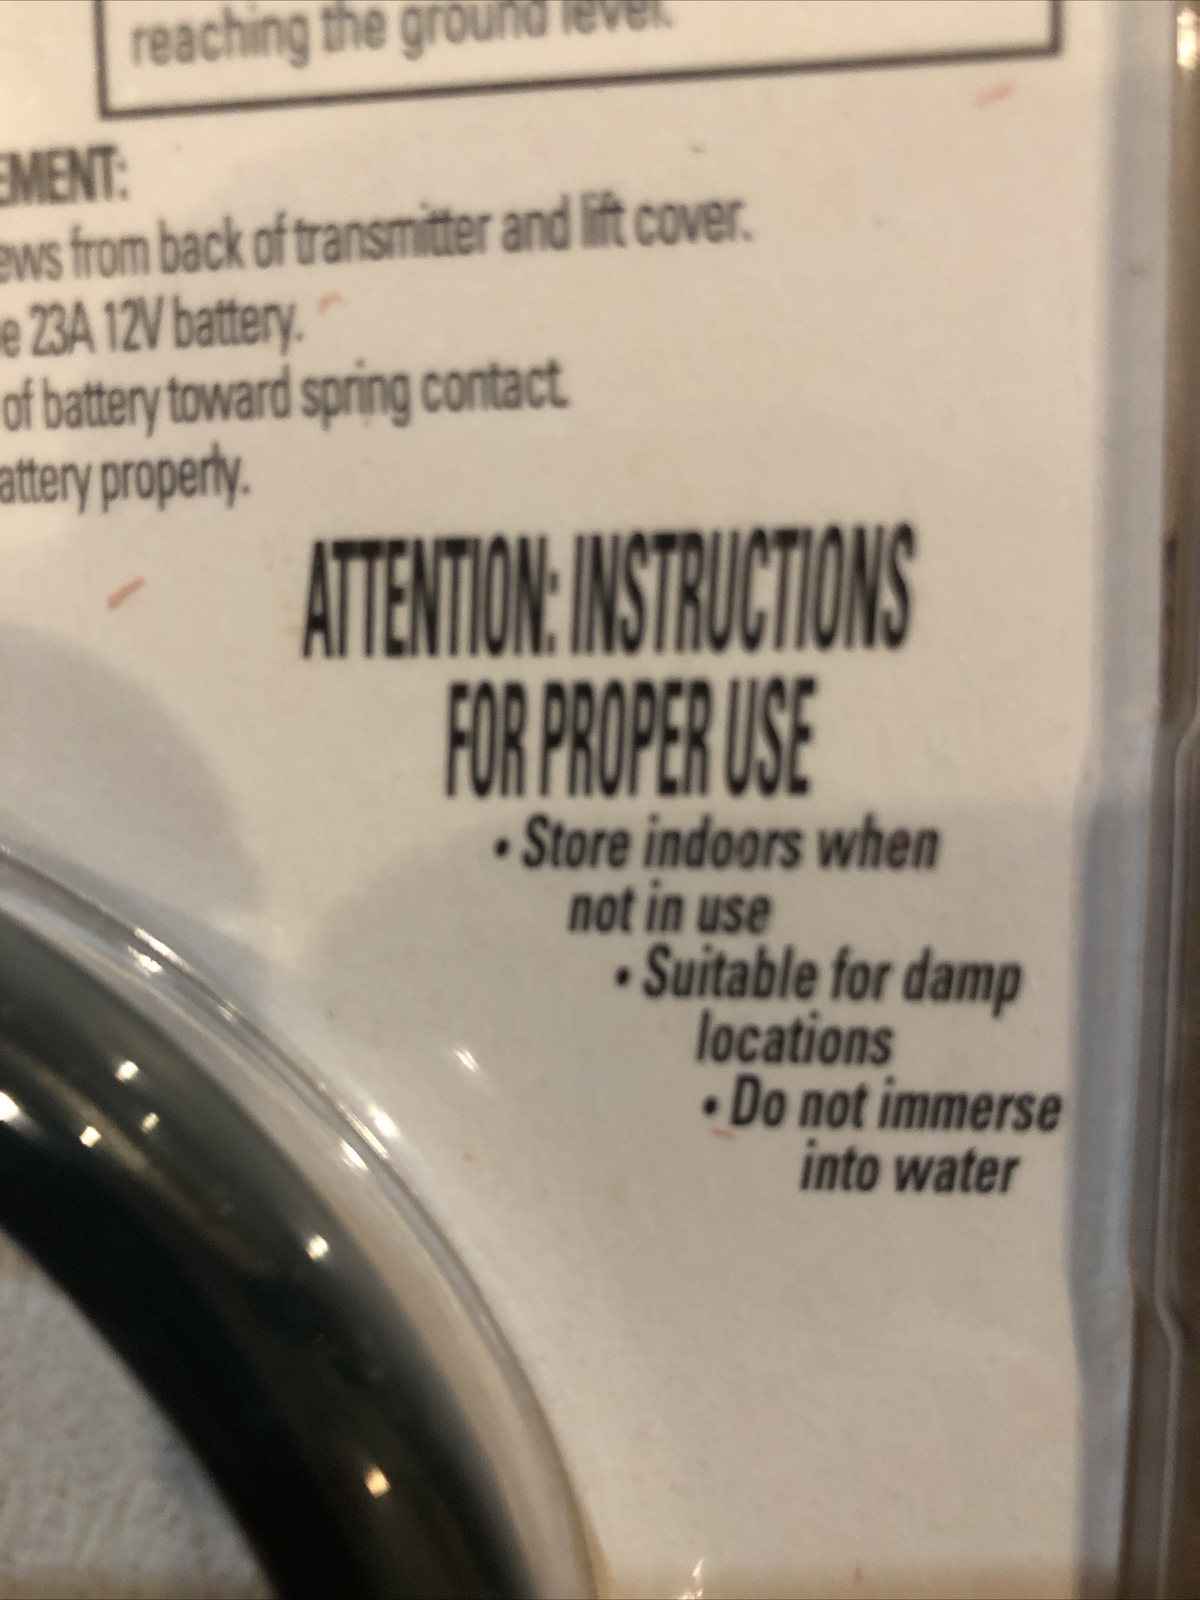 reaching the ground level.
EMENT:
ews from back of transmitter and lift cover.
e 23A 12V battery.
of battery toward spring contact.
attery properly.
ATTENTION: INSTRUCTIONS
FOR PROPER USE
• Store indoors when
not in use
• Suitable for damp
locations
• Do not immerse
into water